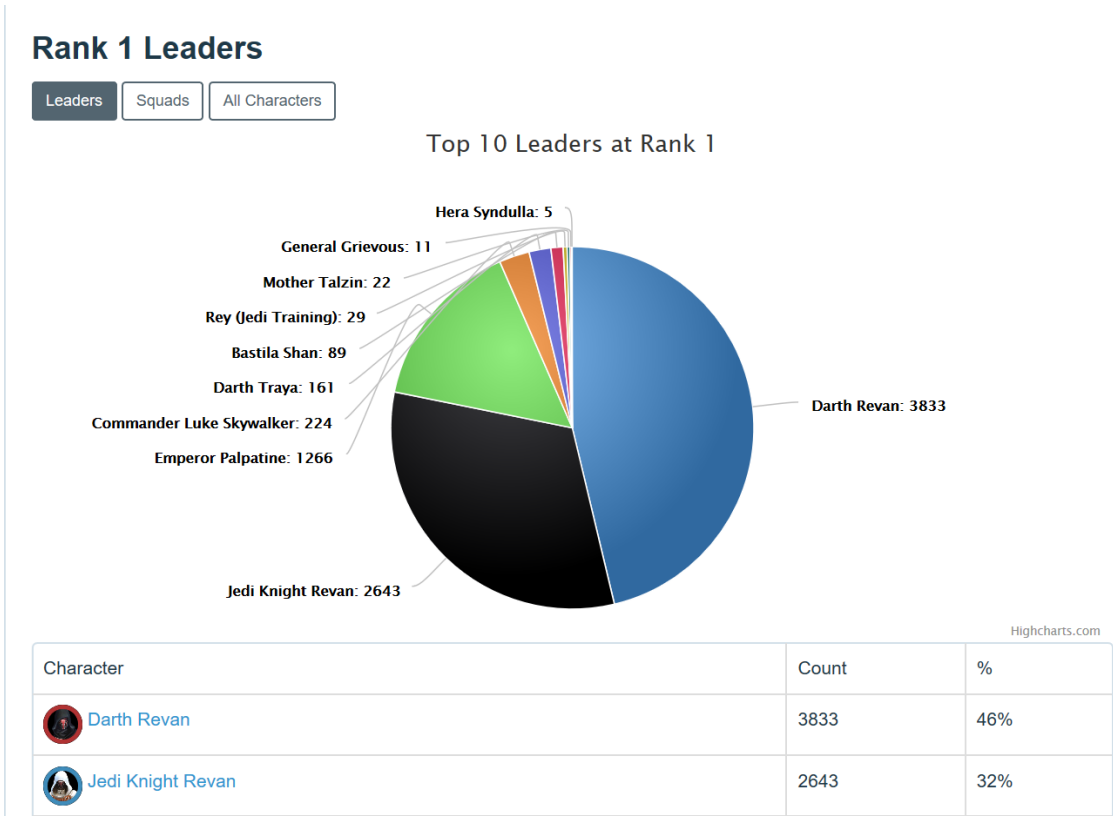 Rank 1 Leaders
Leaders Squads All Characters
Top 10 Leaders at Rank 1
Hera Syndulla: 5
General Grievous: 11
Mother Talzin: 22
Rey (Jedi Training): 29
Bastila Shan: 89
Darth Traya: 161
Darth Revan: 3833
Commander Luke Skywalker: 224
Emperor Palpatine: 1266
Jedi Knight Revan: 2643
Highcharts.com
Character Count %
Darth Revan 3833 46%
Jedi Knight Revan 2643 32%